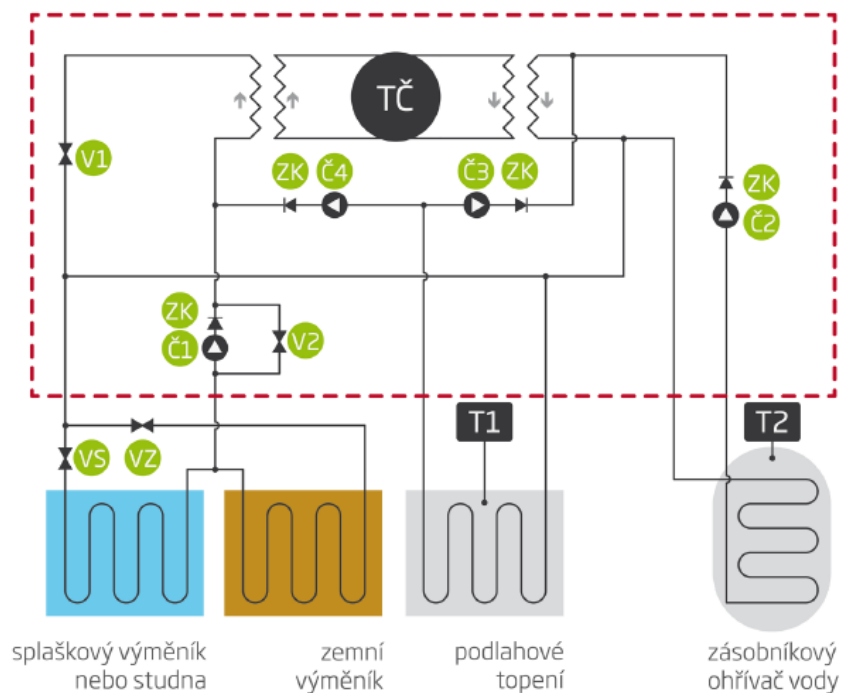 TČ
V1
ZK Č4 Č3 ZK
ZK
Č2
ZK
Č1
V2
T1
T2
VS VZ
splaškový výměník
nebo studna
zemní
výměník
podlahové
topení
zásobníkový
ohřívač vody